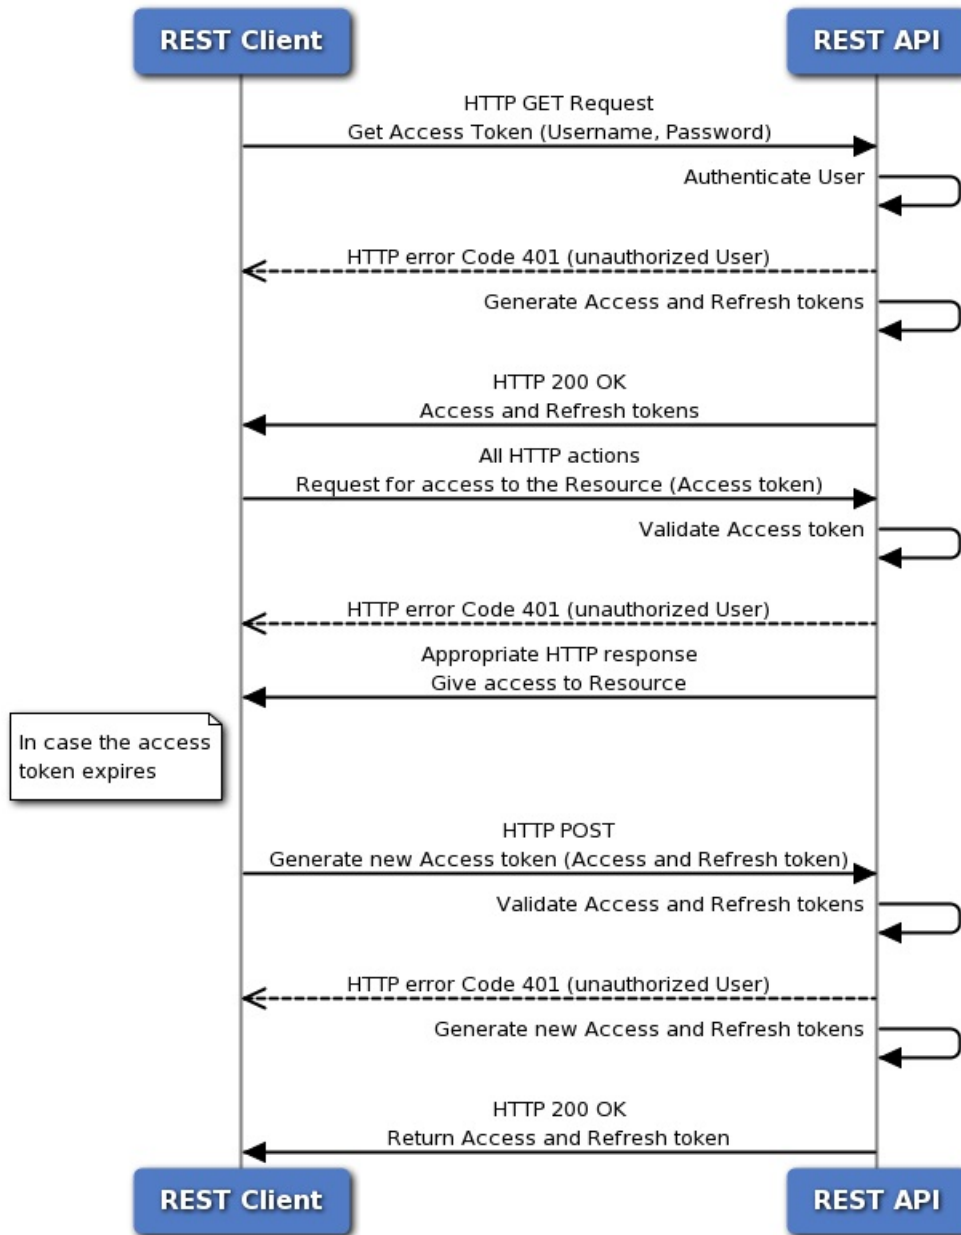 REST Client
REST API
HTTP GET Request
Get Access Token (Username, Password)
Authenticate User
HTTP error Code 401 (unauthorized User)
Generate Access and Refresh tokens
HTTP 200 OK
Access and Refresh tokens
All HTTP actions
Request for access to the Resource (Access token)
Validate Access token
HTTP error Code 401 (unauthorized User)
Appropriate HTTP response
Give access to Resource
In case the access
token expires
HTTP POST
Generate new Access token (Access and Refresh token)
Validate Access and Refresh tokens
HTTP error Code 401 (unauthorized User)
Generate new Access and Refresh tokens
HTTP 200 OK
Return Access and Refresh token
REST Client
REST API